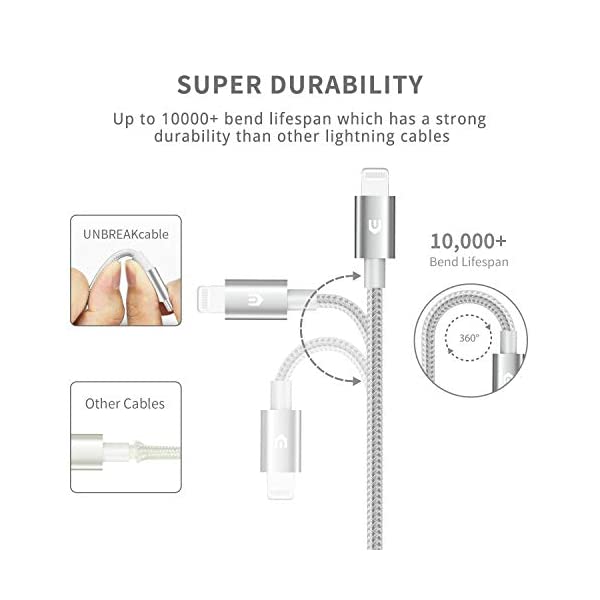 SUPER DURABILITY
Up to 10000+ bend lifespan which has a strong
durability than other lightning cables
UNBREAKcable
10,000+
Bend Lifespan
360°
Other Cables